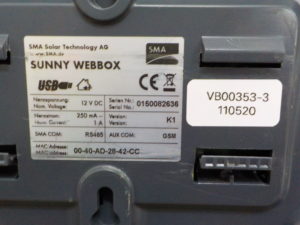 SMA Solar Technology AG
SUNNY WEBBOX
SMA
USB
Nennspannung:
Nom. Voltage: 12 V DC
Serien Nr.:
Serial No.: 0150082636
Nennstrom: 250 mA –
Nom. Current: 1 A
Version: K1
SMA COM: RS485
AUX COM: GSM
MAC Adresse:
MAC Address: 00-40-AD-28-42-CC
VB00353-3
110520